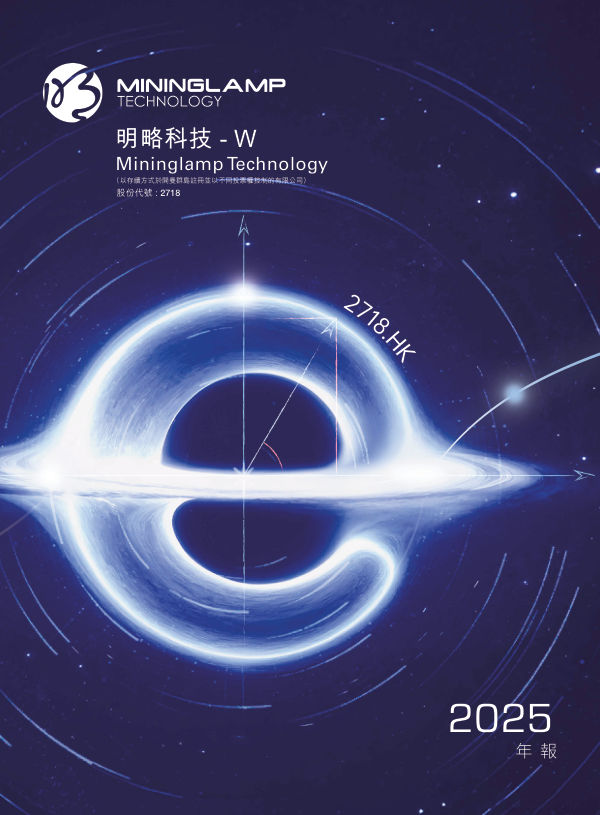 MININGLAMP
TECHNOLOGY
明略科技 - W
Mininglamp Technology
（以存續方式於開曼群島註冊並以不同投票權控制的有限公司）
股份代號 : 2718
2718.HK
2025
年報